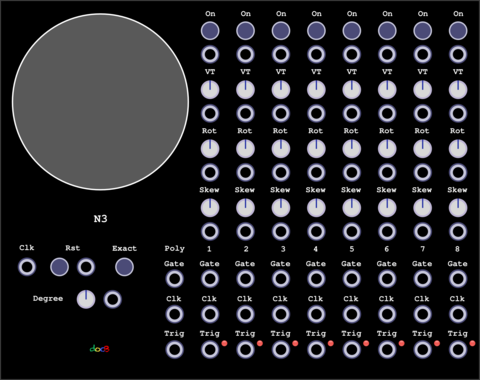 On On On On On On On On
VT VT VT VT VT VT VT VT
Rot Rot Rot Rot Rot Rot Rot Rot
Skew Skew Skew Skew Skew Skew Skew Skew
N3
Clk Rst Exact Poly 1 2 3 4 5 6 7 8
Gate Gate Gate Gate Gate Gate Gate Gate Gate
Degree Clk Clk Clk Clk Clk Clk Clk Clk Clk
Trig Trig Trig Trig Trig Trig Trig Trig Trig